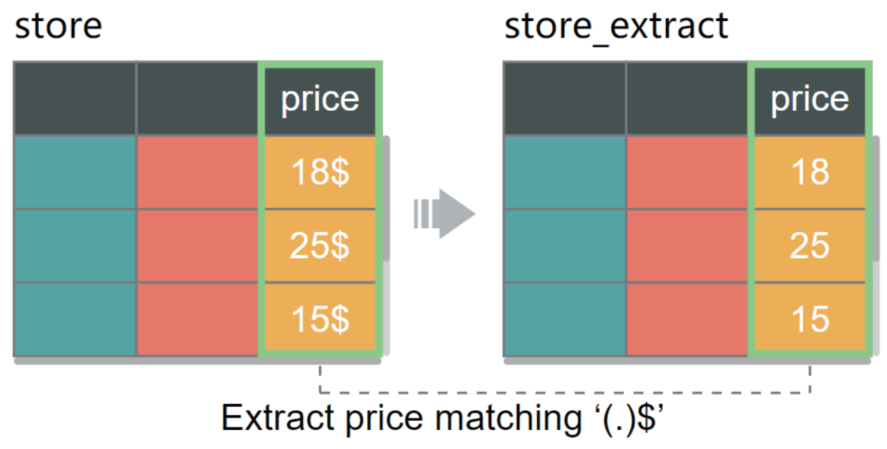 store
store_extract
price
price
18$
18
25$
25
15$
15
Extract price matching ‘(.)$’